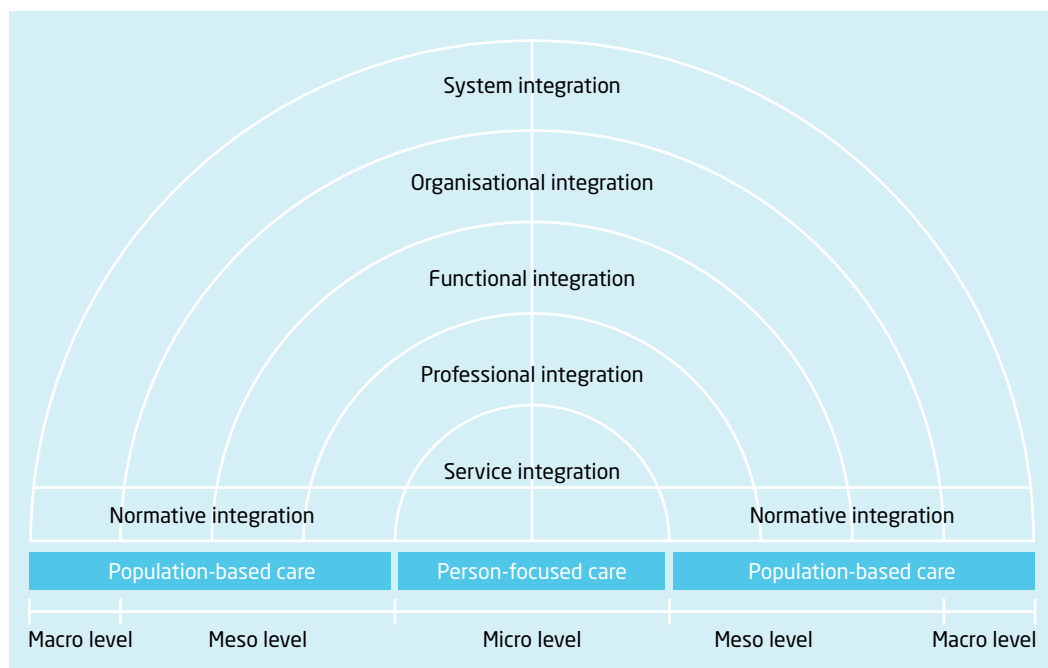 System integration
Organisational integration
Functional integration
Professional integration
Service integration
Normative integration Normative integration
Population-based care Person-focused care Population-based care
Macro level Meso level Micro level Meso level Macro level